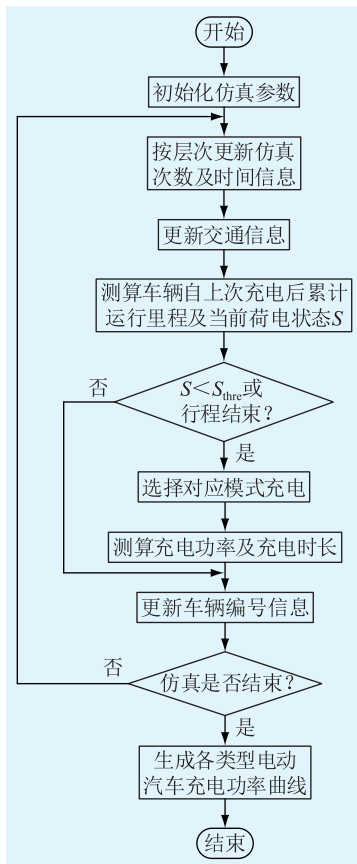 开始
初始化仿真参数
按层次更新仿真
次数及时间信息
更新交通信息
测算车辆自上次充电后累计
运行里程及当前荷电状态S
否
S<Sthre或
行程结束?
是
选择对应模式充电
测算充电功率及充电时长
更新车辆编号信息
否
仿真是否结束?
是
生成各类型电动
汽车充电功率曲线
结束